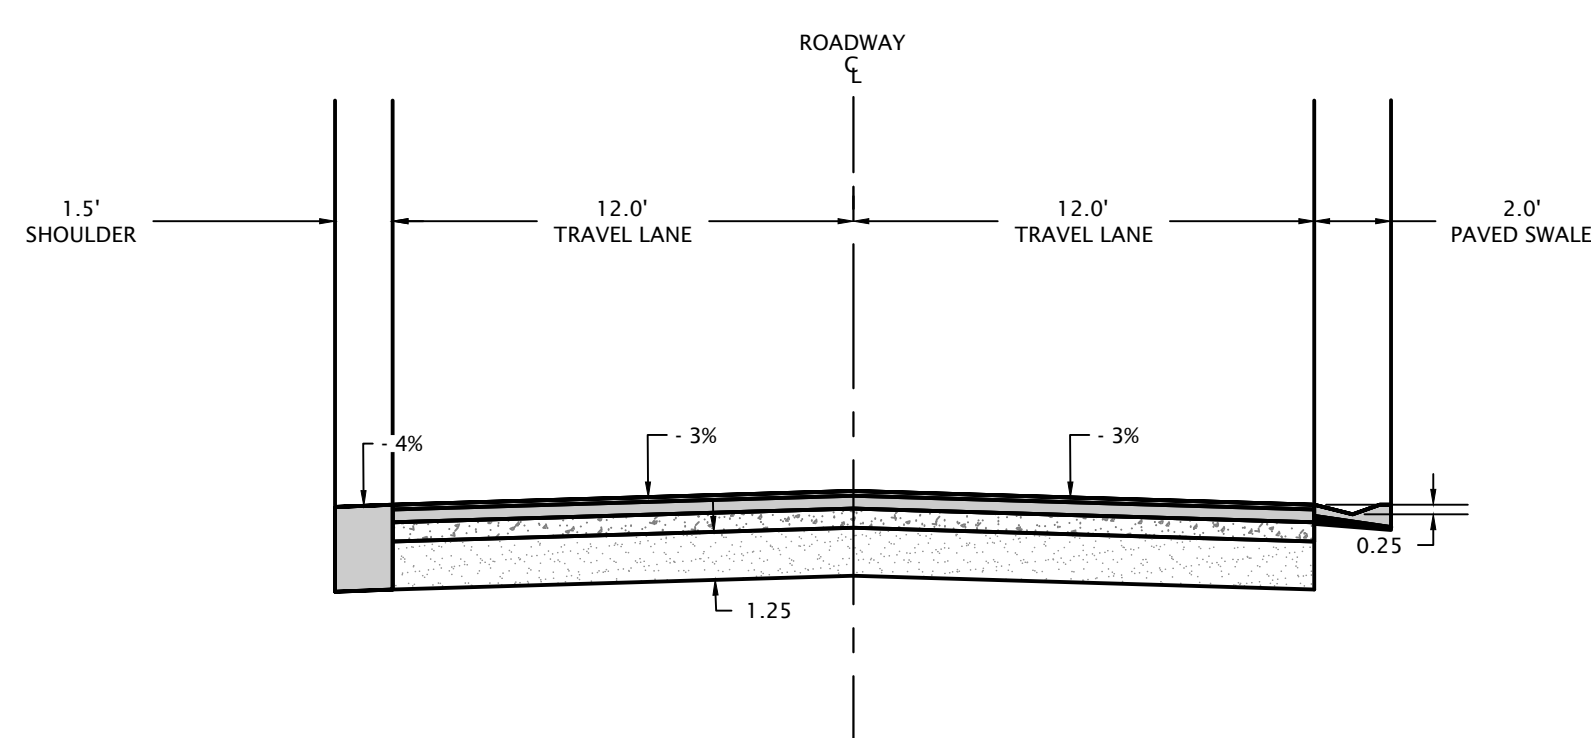 ROADWAY
℄
1.5'
SHOULDER
12.0'
TRAVEL LANE
12.0'
TRAVEL LANE
2.0'
PAVED SWALE
- 4%
- 3%
- 3%
0.25
1.25